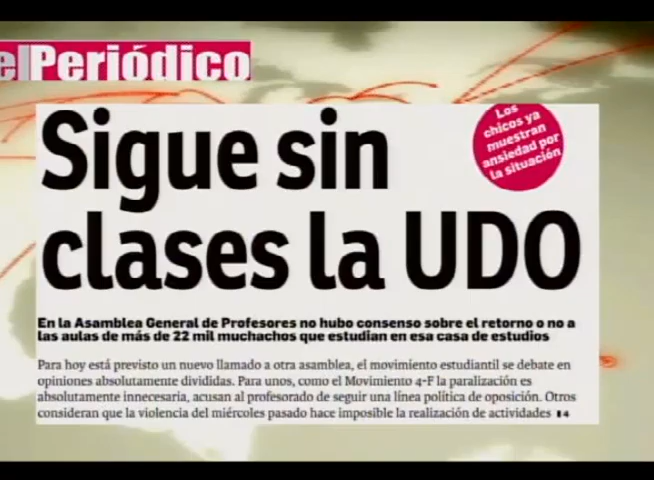 elPeriódico
Sigue sin
clases la UDO
Los
chicos ya
muestran
ansiedad por
la situación
En la Asamblea General de Profesores no hubo consenso sobre el retorno o no a
las aulas de más de 22 mil muchachos que estudian en esa casa de estudios
Para hoy está previsto un nuevo llamado a otra asamblea, el movimiento estudiantil se debate en
opiniones absolutamente divididas. Para unos, como el Movimiento 4-F la paralización es
absolutamente innecesaria, acusan al profesorado de seguir una línea política de oposición. Otros
consideran que la violencia del miércoles pasado hace imposible la realización de actividades 4